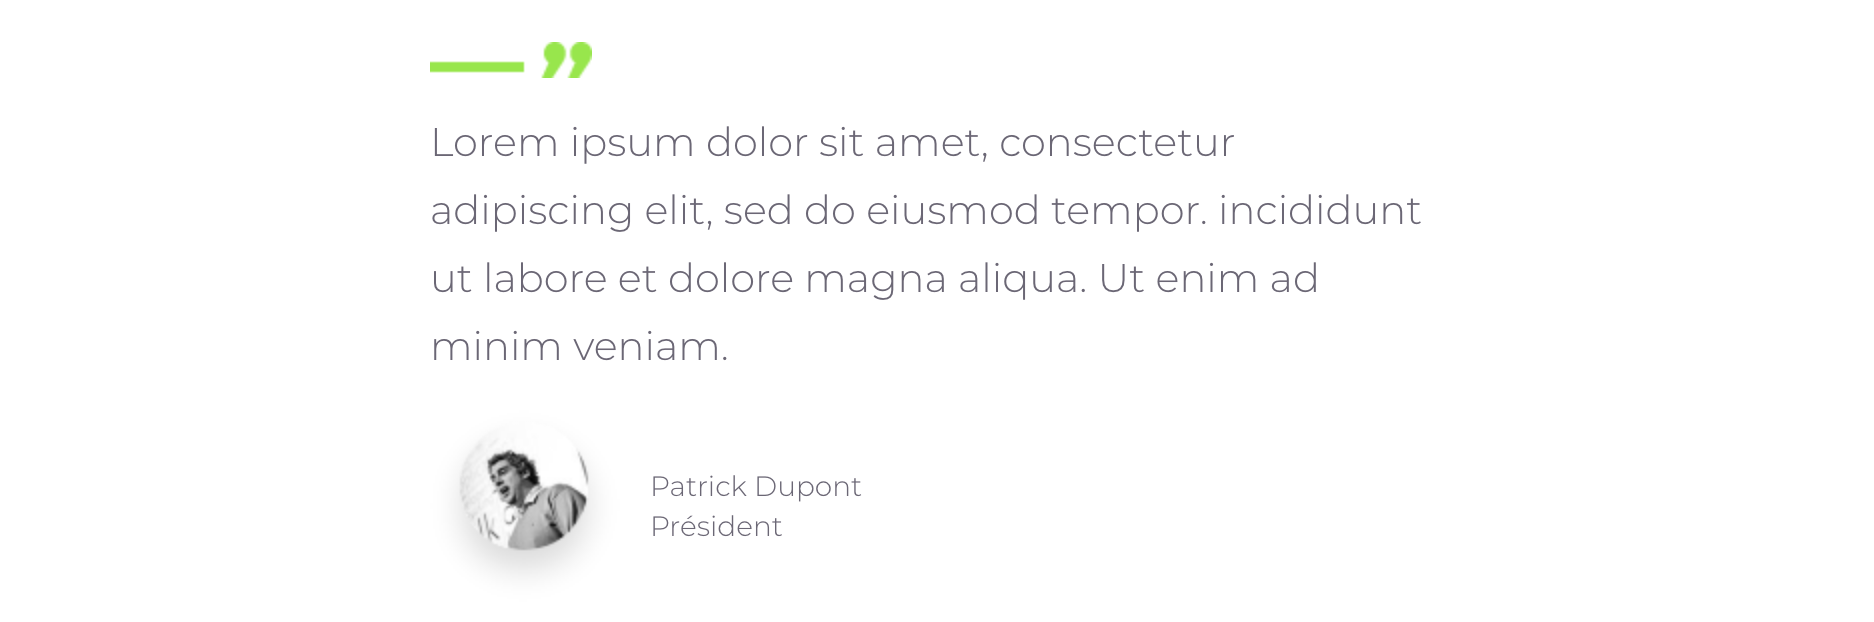 ”
Lorem ipsum dolor sit amet, consectetur
adipiscing elit, sed do eiusmod tempor. incididunt
ut labore et dolore magna aliqua. Ut enim ad
minim veniam.
Patrick Dupont
Président